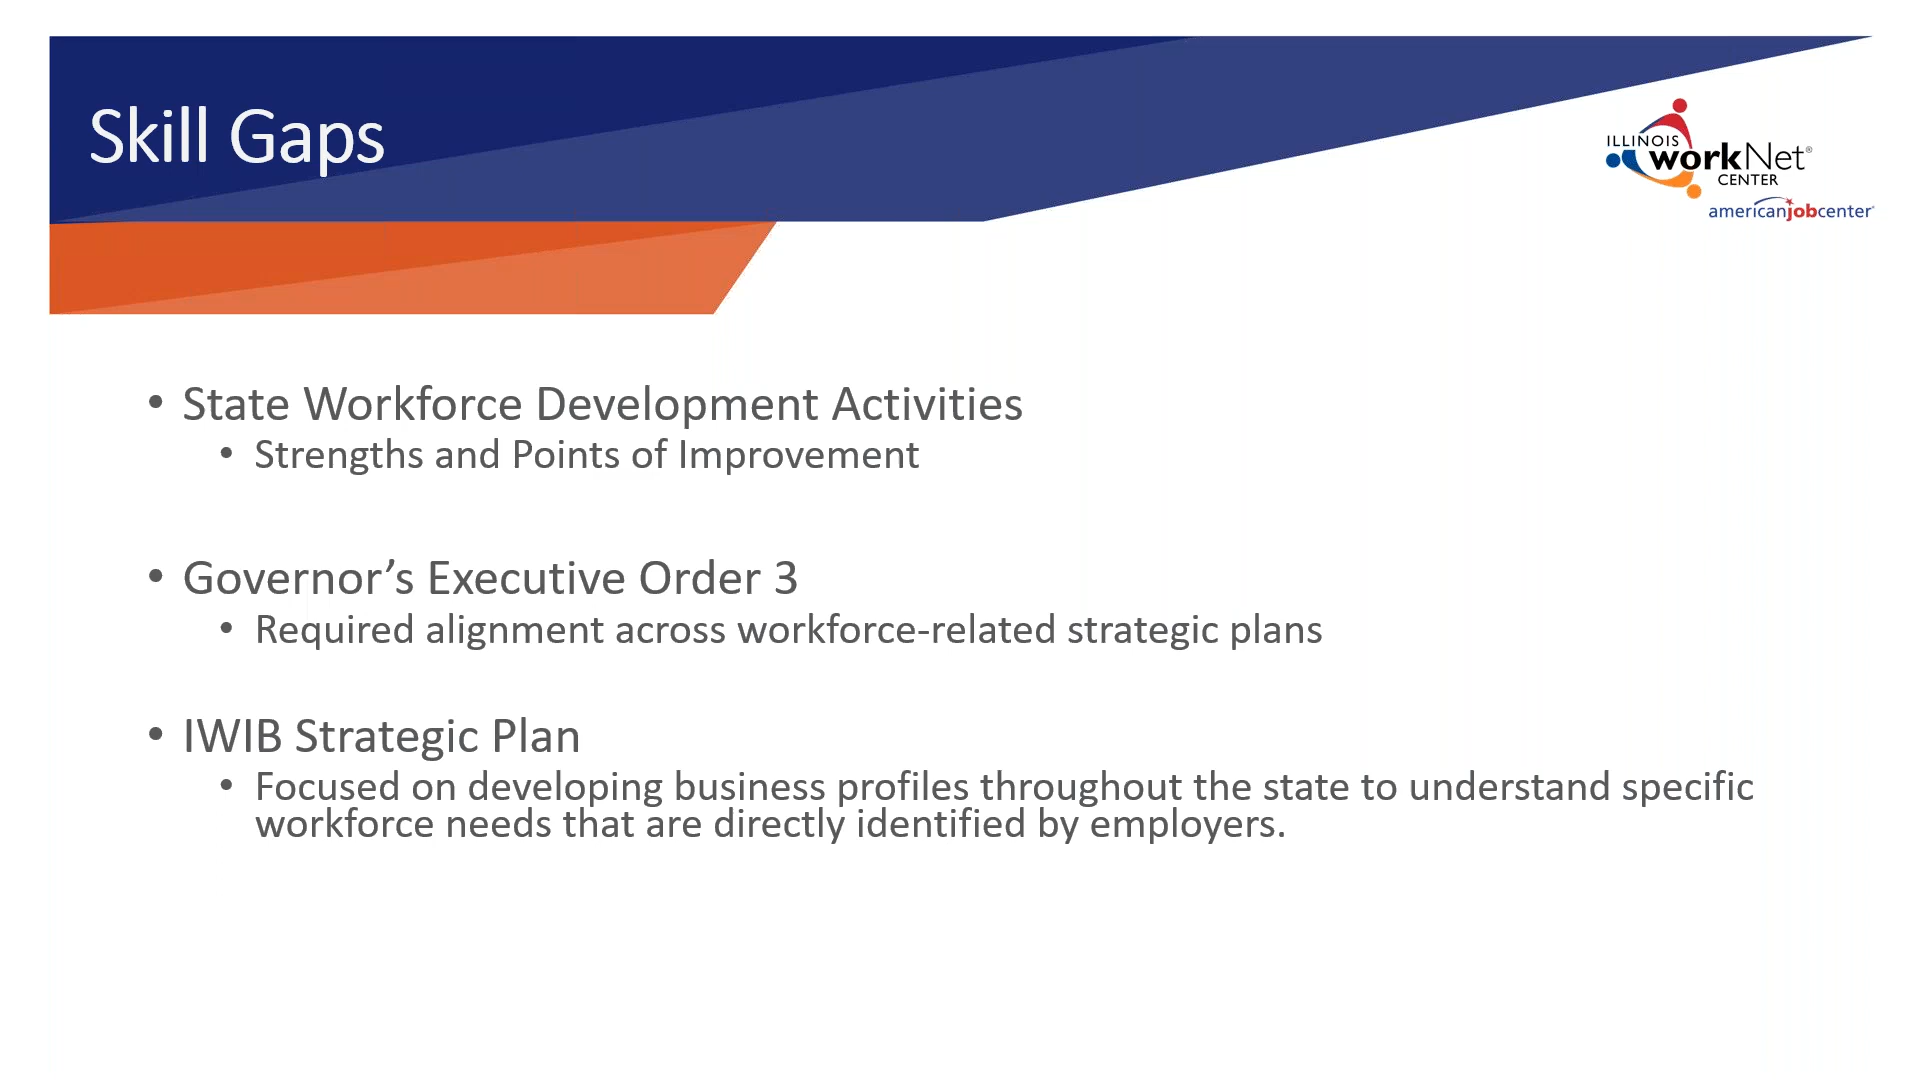 Skill Gaps
ILLINOIS
workNet®
CENTER
americanjobcenter®
• State Workforce Development Activities
• Strengths and Points of Improvement
• Governor’s Executive Order 3
• Required alignment across workforce-related strategic plans
• IWIB Strategic Plan
• Focused on developing business profiles throughout the state to understand specific
workforce needs that are directly identified by employers.